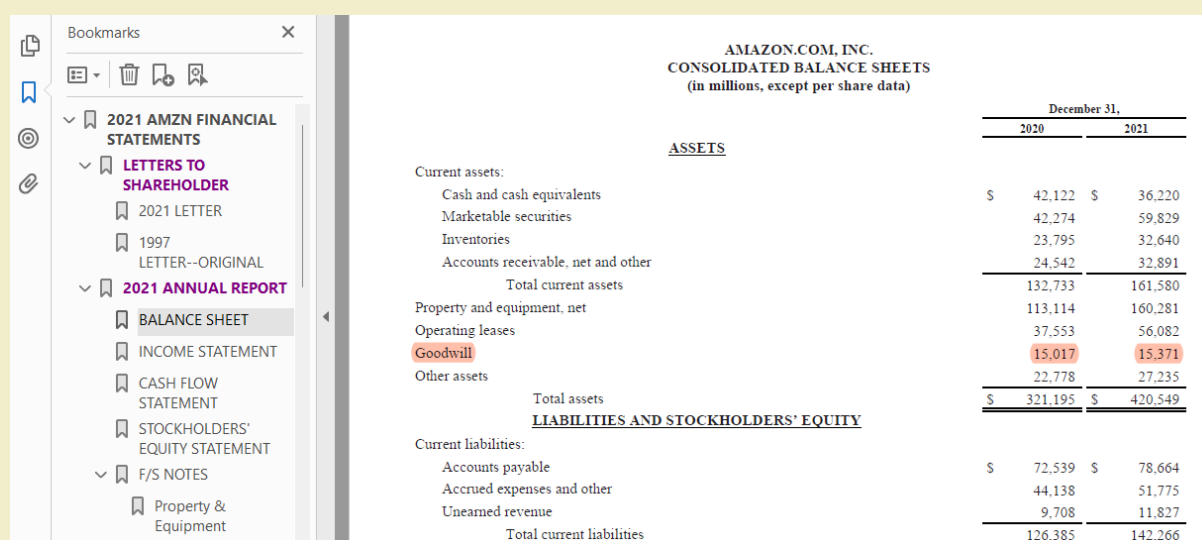 Bookmarks
2021 AMZN FINANCIAL
STATEMENTS
LETTERS TO
SHAREHOLDER
2021 LETTER
1997
LETTER--ORIGINAL
2021 ANNUAL REPORT
BALANCE SHEET
INCOME STATEMENT
CASH FLOW
STATEMENT
STOCKHOLDERS'
EQUITY STATEMENT
F/S NOTES
Property &
Equipment
AMAZON.COM, INC.
CONSOLIDATED BALANCE SHEETS
(in millions, except per share data)
December 31,
2020 2021
ASSETS
Current assets:
Cash and cash equivalents $ 42,122 $ 36,220
Marketable securities 42,274 59,829
Inventories 23,795 32,640
Accounts receivable, net and other 24,542 32,891
Total current assets 132,733 161,580
Property and equipment, net 113,114 160,281
Operating leases 37,553 56,082
Goodwill 15,017 15,371
Other assets 22,778 27,235
Total assets $ 321,195 $ 420,549
LIABILITIES AND STOCKHOLDERS’ EQUITY
Current liabilities:
Accounts payable $ 72,539 $ 78,664
Accrued expenses and other 44,138 51,775
Unearned revenue 9,708 11,827
Total current liabilities 126,385 142,266